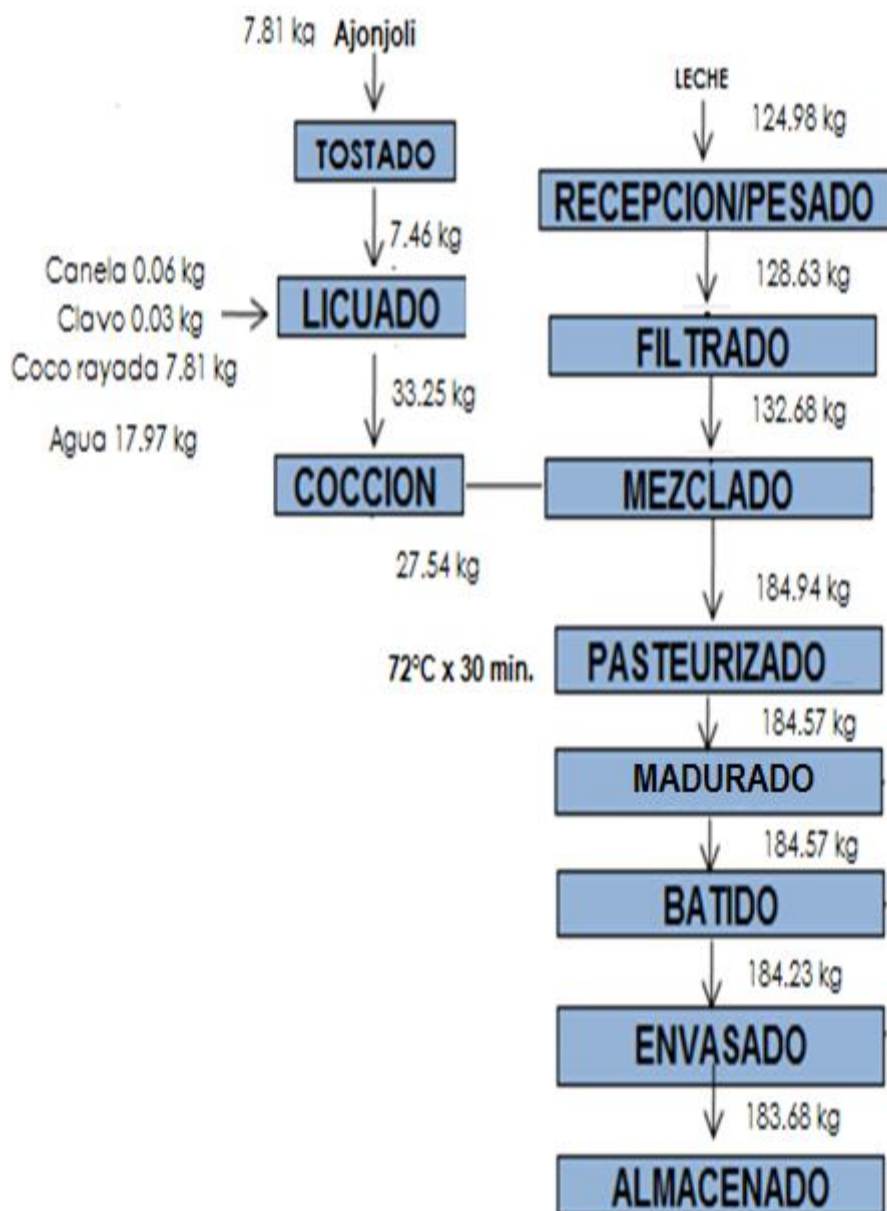 7.81 kg Ajonjoli
TOSTADO
7.46 kg
Canela 0.06 kg
Clavo 0.03 kg
Coco rayada 7.81 kg
Agua 17.97 kg
LICUADO
33.25 kg
COCCION
27.54 kg
LECHE
124.98 kg
RECEPCION/PESADO
128.63 kg
FILTRADO
132.68 kg
MEZCLADO
184.94 kg
72°C x 30 min.
PASTEURIZADO
184.57 kg
MADURADO
184.57 kg
BATIDO
184.23 kg
ENVASADO
183.68 kg
ALMACENADO